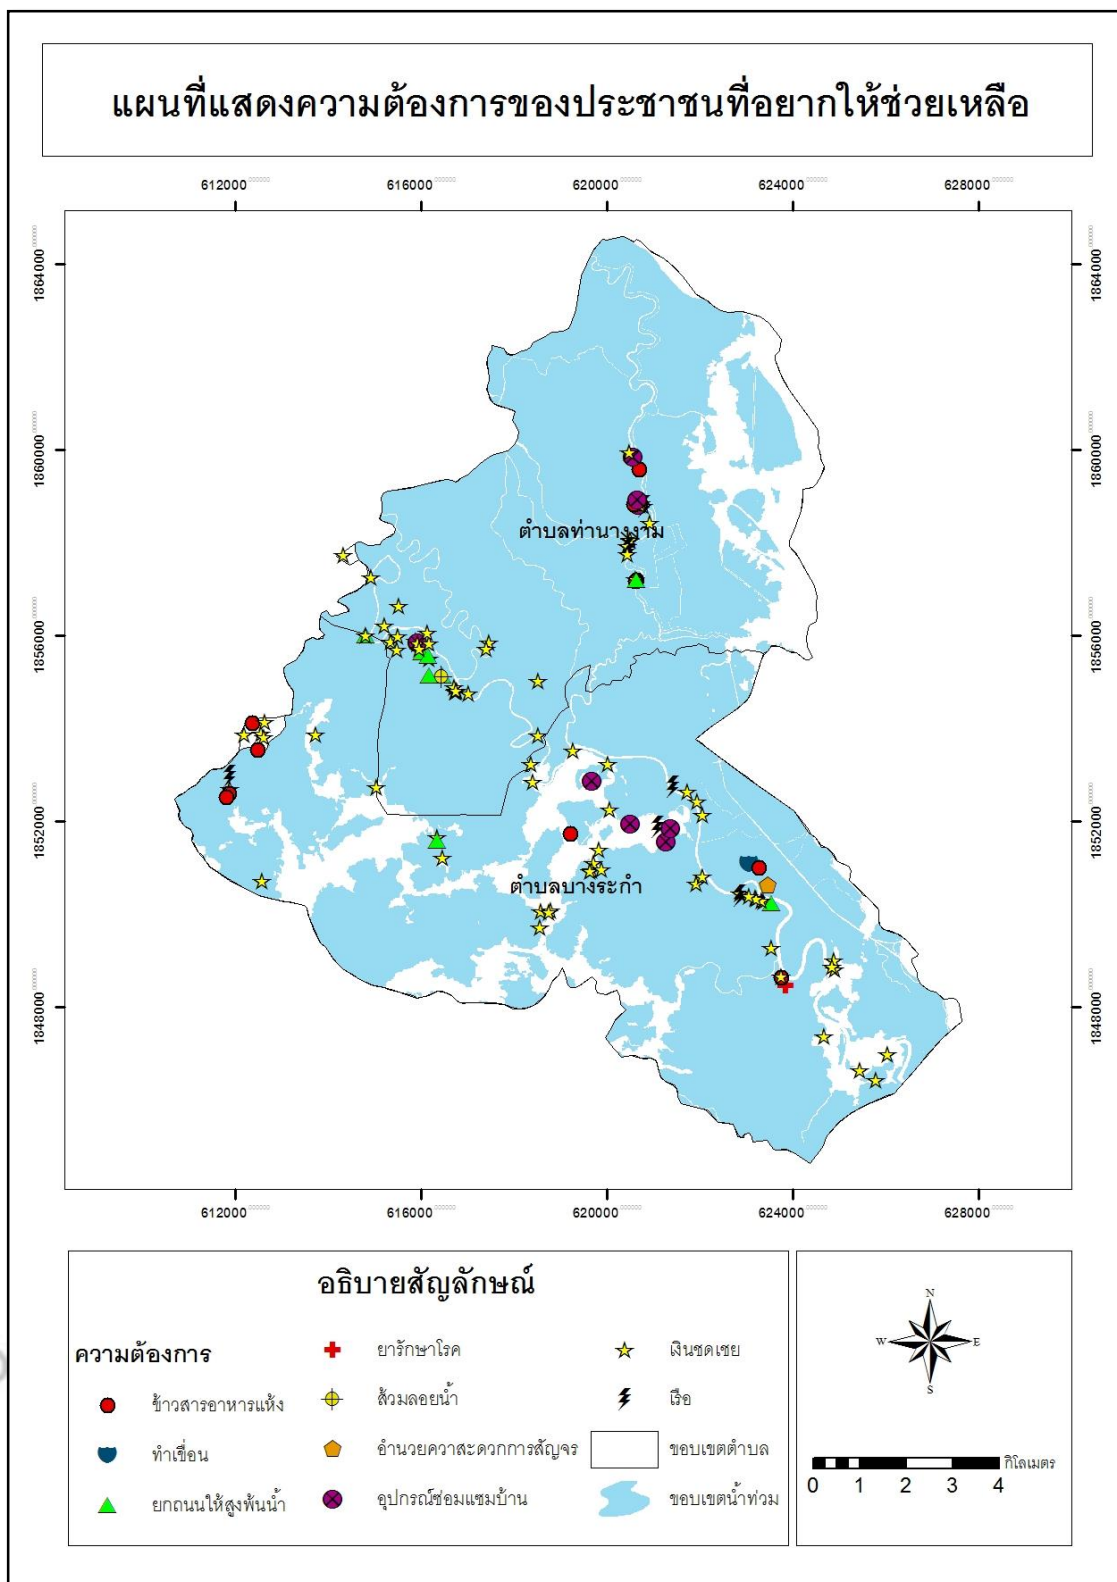 แผนที่แสดงความต้องการของประชาชนที่อยากให้ช่วยเหลือ
612000 616000 620000 624000 628000
1864000 1864000
1860000 1860000
ตำบลท่านางงาม
1856000 1856000
1852000 1852000
ตำบลบางระกำ
1848000 1848000
612000 616000 620000 624000 628000
อธิบายสัญลักษณ์
ความต้องการ
ข้าวสารอาหารแห้ง
ทำเขื่อน
ยกถนนให้สูงพ้นน้ำ
ยารักษาโรค
ส้วมลอยน้ำ
อำนวยควาสะดวกการสัญจร
อุปกรณ์ซ่อมแซมบ้าน
เงินชดเชย
เรือ
ขอบเขตตำบล
ขอบเขตน้ำท่วม
N
W E
S
กิโลเมตร
0 1 2 3 4